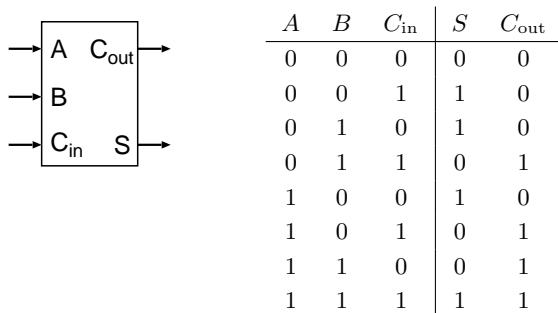 A C_out
B
C_in S
A B C_in S C_out
0 0 0 0 0
0 0 1 1 0
0 1 0 1 0
0 1 1 0 1
1 0 0 1 0
1 0 1 0 1
1 1 0 0 1
1 1 1 1 1